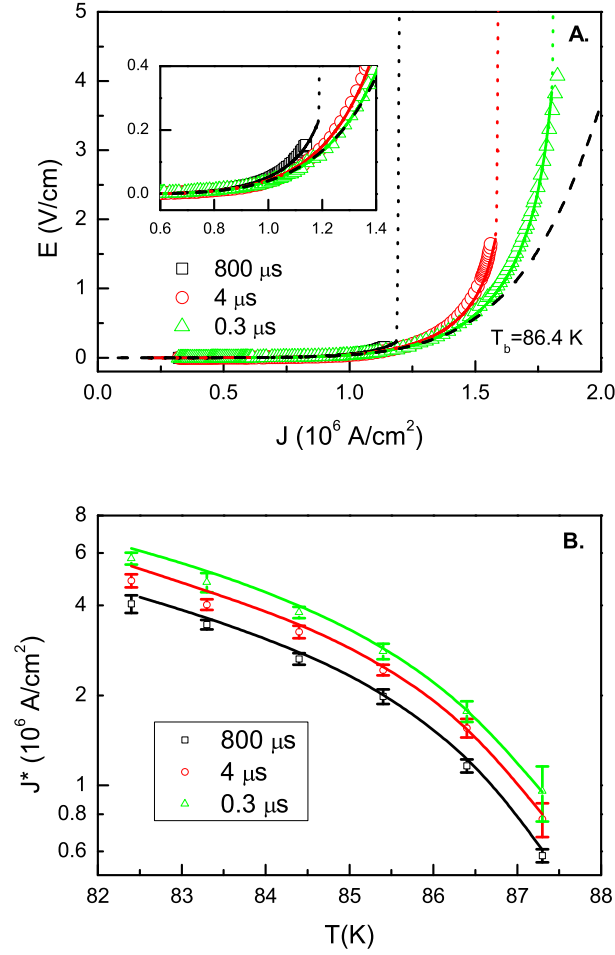 A.
E (V/cm)
5
4
3
2
1
0
0.4
0.2
0.0
0.6 0.8 1.0 1.2 1.4
800 μs
4 μs
0.3 μs
T_b=86.4 K
0.0 0.5 1.0 1.5 2.0
J (10^6 A/cm^2)
B.
J* (10^6 A/cm^2)
8
6
4
2
1
0.8
0.6
800 μs
4 μs
0.3 μs
82 83 84 85 86 87 88
T(K)